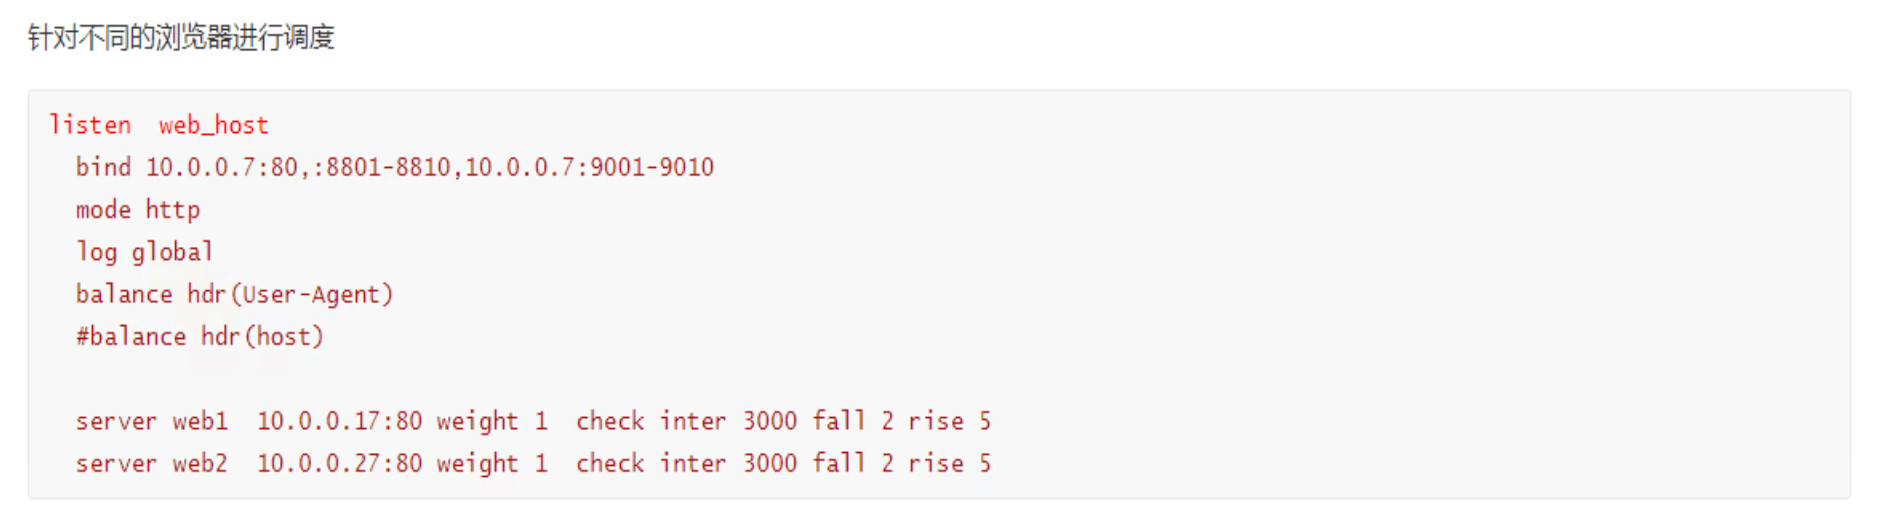 针对不同的浏览器进行调度
listen  web_host
  bind 10.0.0.7:80,:8801-8810,10.0.0.7:9001-9010
  mode http
  log global
  balance hdr(User-Agent)
  #balance hdr(host)
  server web1  10.0.0.17:80 weight 1  check inter 3000 fall 2 rise 5
  server web2  10.0.0.27:80 weight 1  check inter 3000 fall 2 rise 5